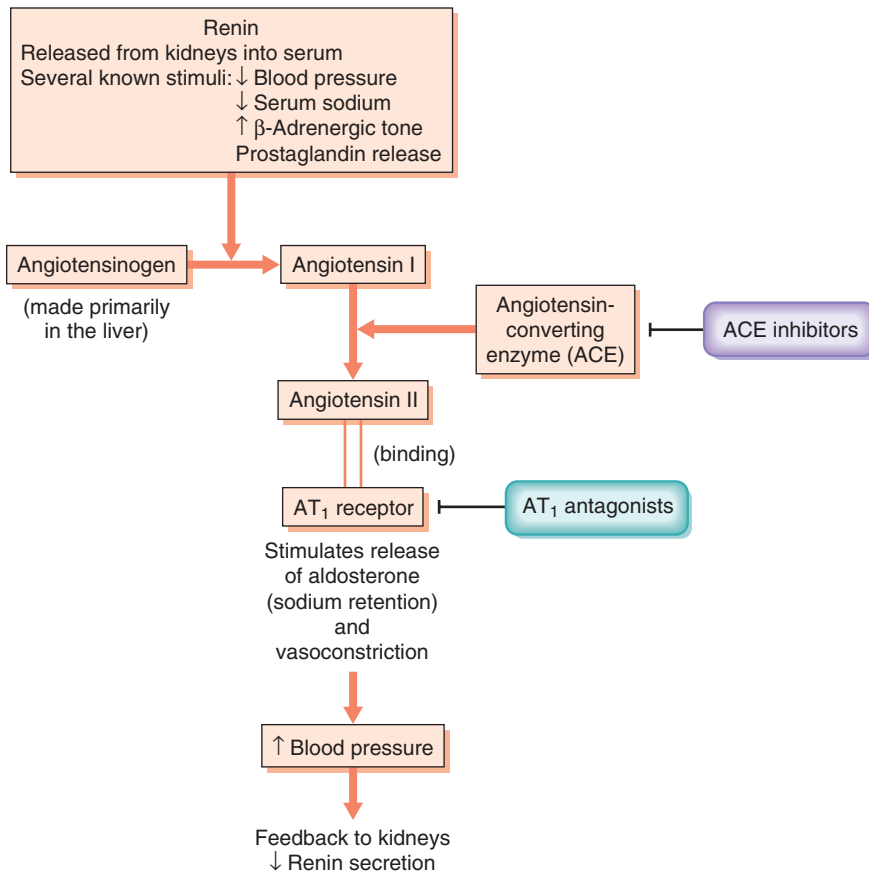 Renin
Released from kidneys into serum
Several known stimuli: ↓ Blood pressure
↓ Serum sodium
↑ β-Adrenergic tone
Prostaglandin release
Angiotensinogen
(made primarily
in the liver)
Angiotensin I
Angiotensin-
converting
enzyme (ACE)
ACE inhibitors
Angiotensin II
(binding)
AT₁ receptor
AT₁ antagonists
Stimulates release
of aldosterone
(sodium retention)
and
vasoconstriction
↑ Blood pressure
Feedback to kidneys
↓ Renin secretion